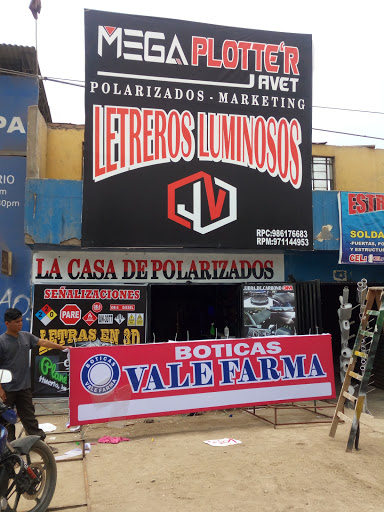 MEGA PLOTTE'R
JAVET
POLARIZADOS - MARKETING
LETREROS LUMINOSOS
JV
RPC:986176683
RPM:971144953
LA CASA DE POLARIZADOS
SEÑALIZACIONES
PARE
LETRAS EN 3D
BOTICAS
VALE FARMA
BOTICAS
VALE FARMA
SOLDA